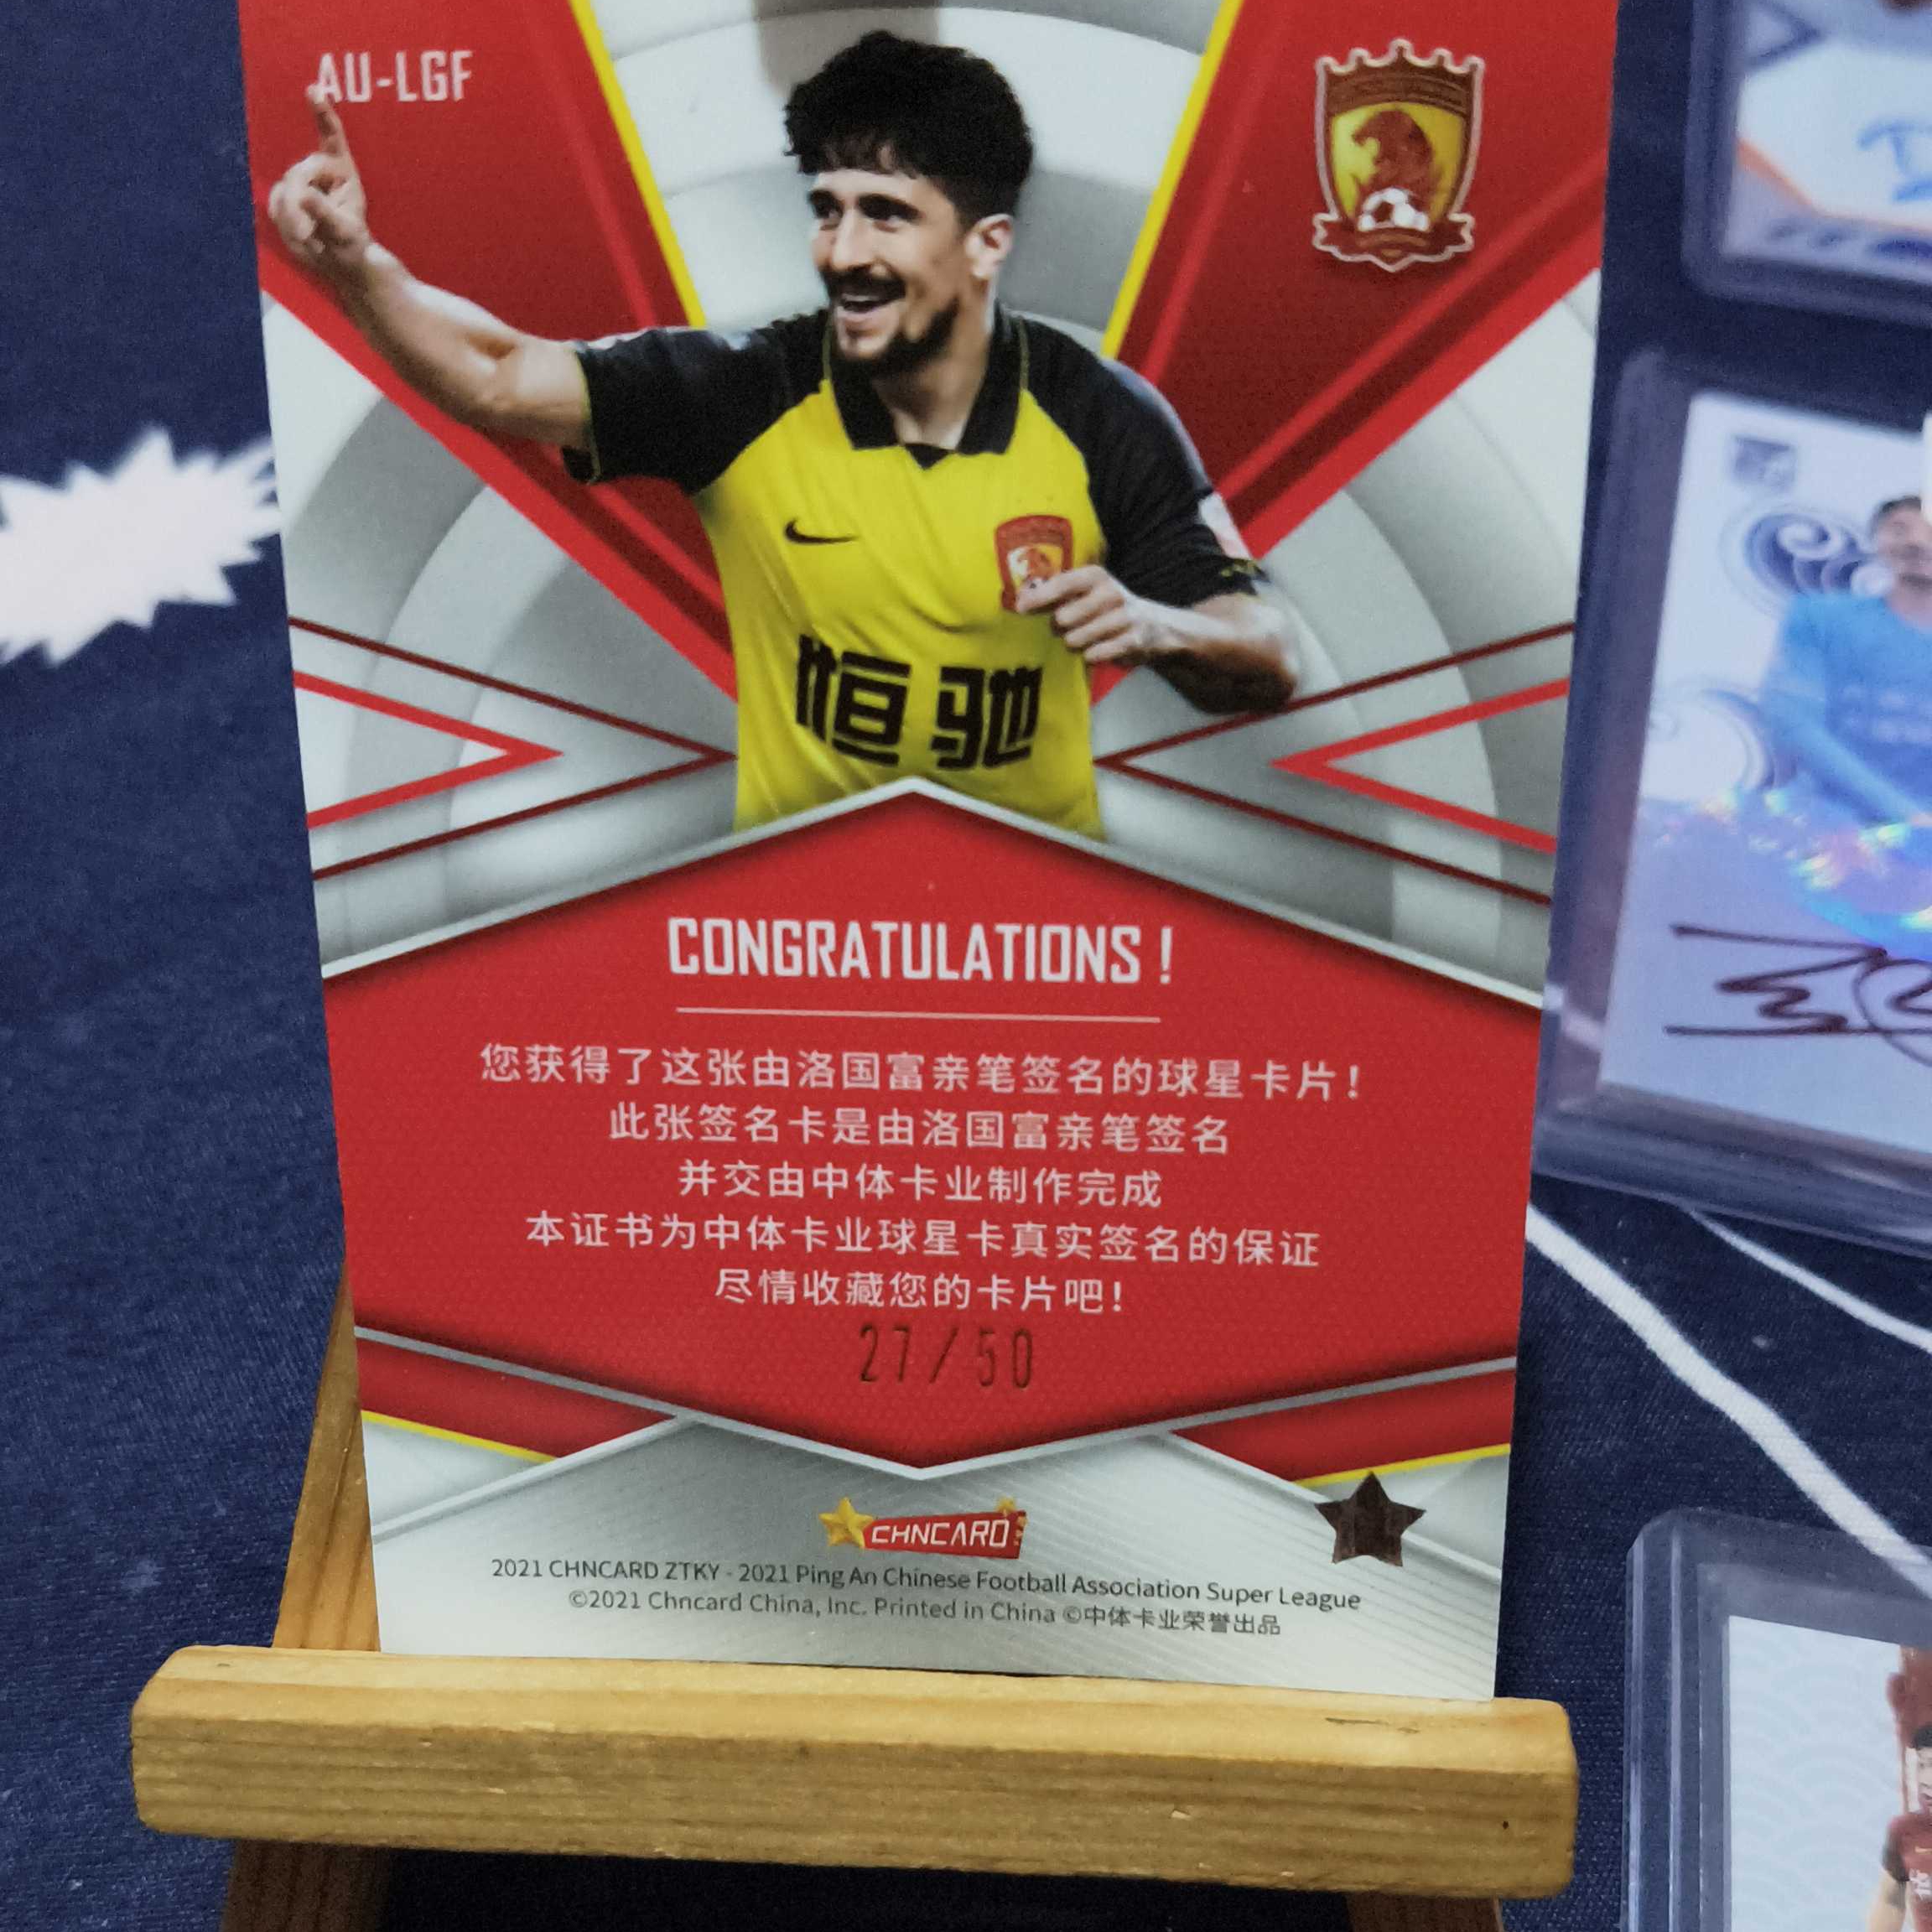 AU-LGF
恒驰
CONGRATULATIONS !
您获得了这张由洛国富亲笔签名的球星卡片！
此张签名卡是由洛国富亲笔签名
并交由中体卡业制作完成
本证书为中体卡业球星卡真实签名的保证
尽情收藏您的卡片吧！
27/50
CHNCARD
2021 CHNCARD ZTKY - 2021 Ping An Chinese Football Association Super League
©2021 Chncard China, Inc. Printed in China ©中体卡业荣誉出品